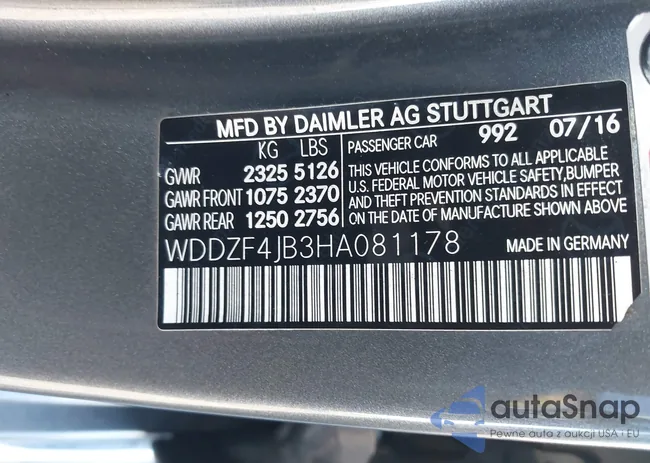 MFD BY DAIMLER AG STUTTGART
KG LBS PASSENGER CAR 992 07/16
GVWR 2325 5126
GAWR FRONT 1075 2370
GAWR REAR 1250 2756
THIS VEHICLE CONFORMS TO ALL APPLICABLE
U.S. FEDERAL MOTOR VEHICLE SAFETY,BUMPER
AND THEFT PREVENTION STANDARDS IN EFFECT
ON THE DATE OF MANUFACTURE SHOWN ABOVE
WDDZF4JB3HA081178 MADE IN GERMANY
autaSnap
Pewne auta z aukcji USA i EU